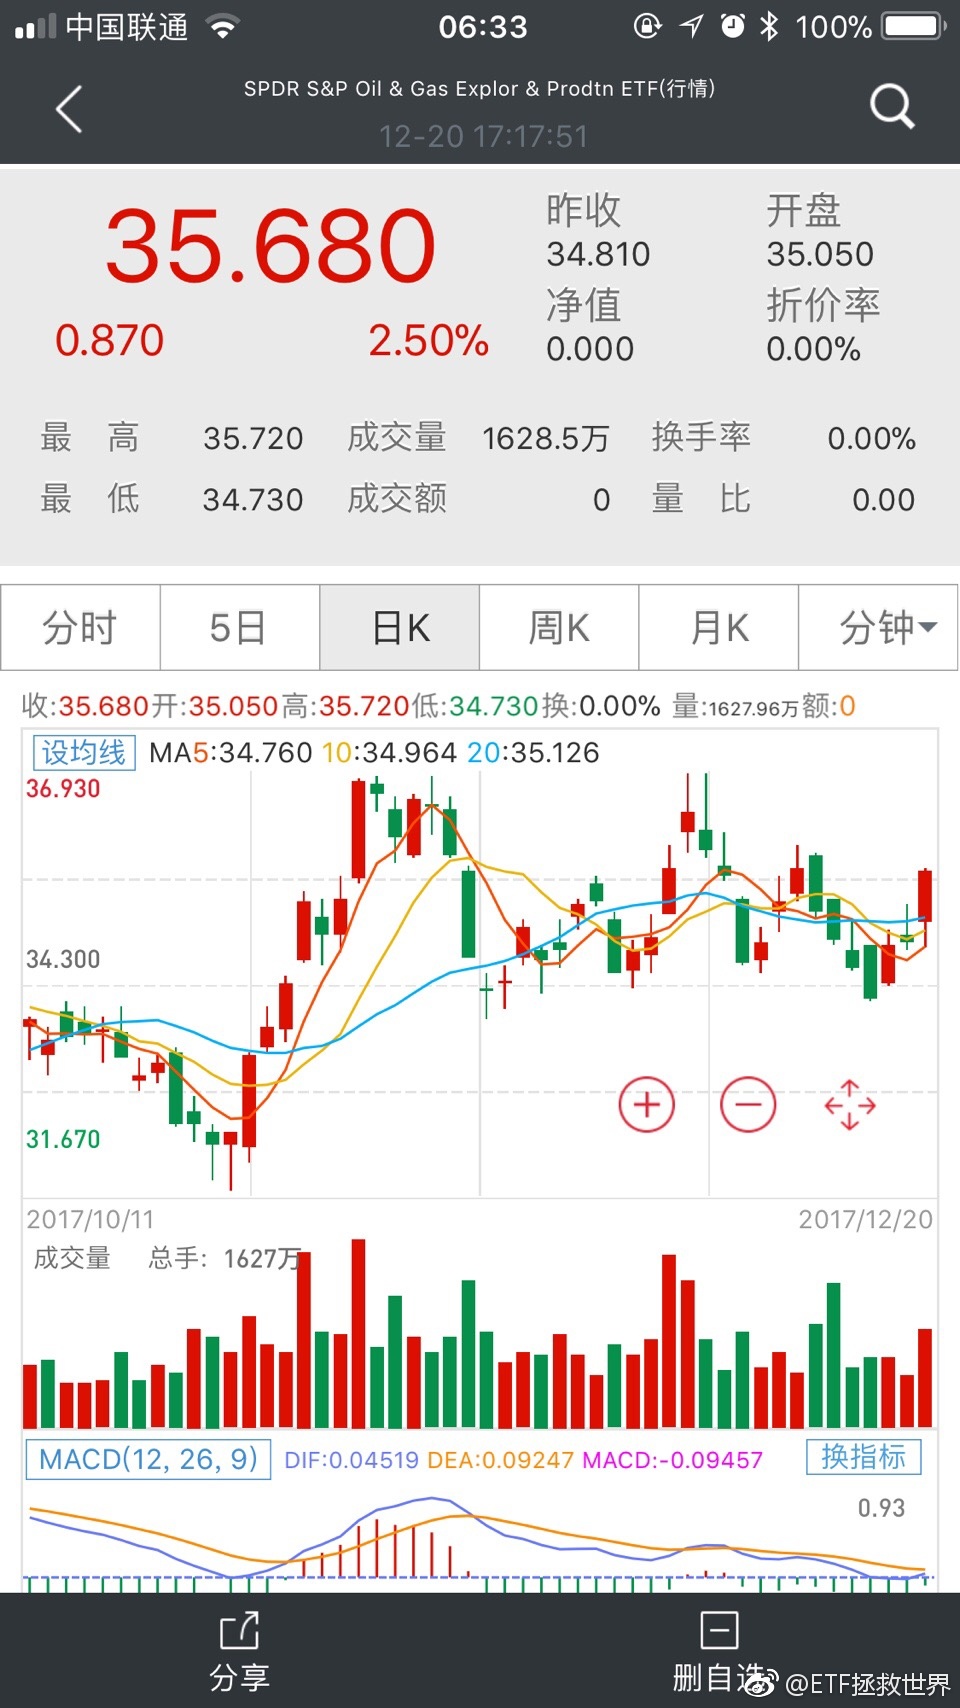 中国联通 06:33 100%
SPDR S&P Oil & Gas Explor & Prodtn ETF(行情)
12-20 17:17:51
35.680
0.870 2.50%
昨收 开盘
34.810 35.050
净值 折价率
0.000 0.00%
最高 35.720 成交量 1628.5万 换手率 0.00%
最低 34.730 成交额 0 量比 0.00
分时 5日 日K 周K 月K 分钟
收:35.680开:35.050高:35.720低:34.730换:0.00% 量:1627.96万额:0
设均线 MA5:34.760 10:34.964 20:35.126
36.930
34.300
31.670
2017/10/11 2017/12/20
成交量 总手: 1627万
MACD(12, 26, 9) DIF:0.04519 DEA:0.09247 MACD:-0.09457 换指标
0.93
分享 删自选
@ETF拯救世界